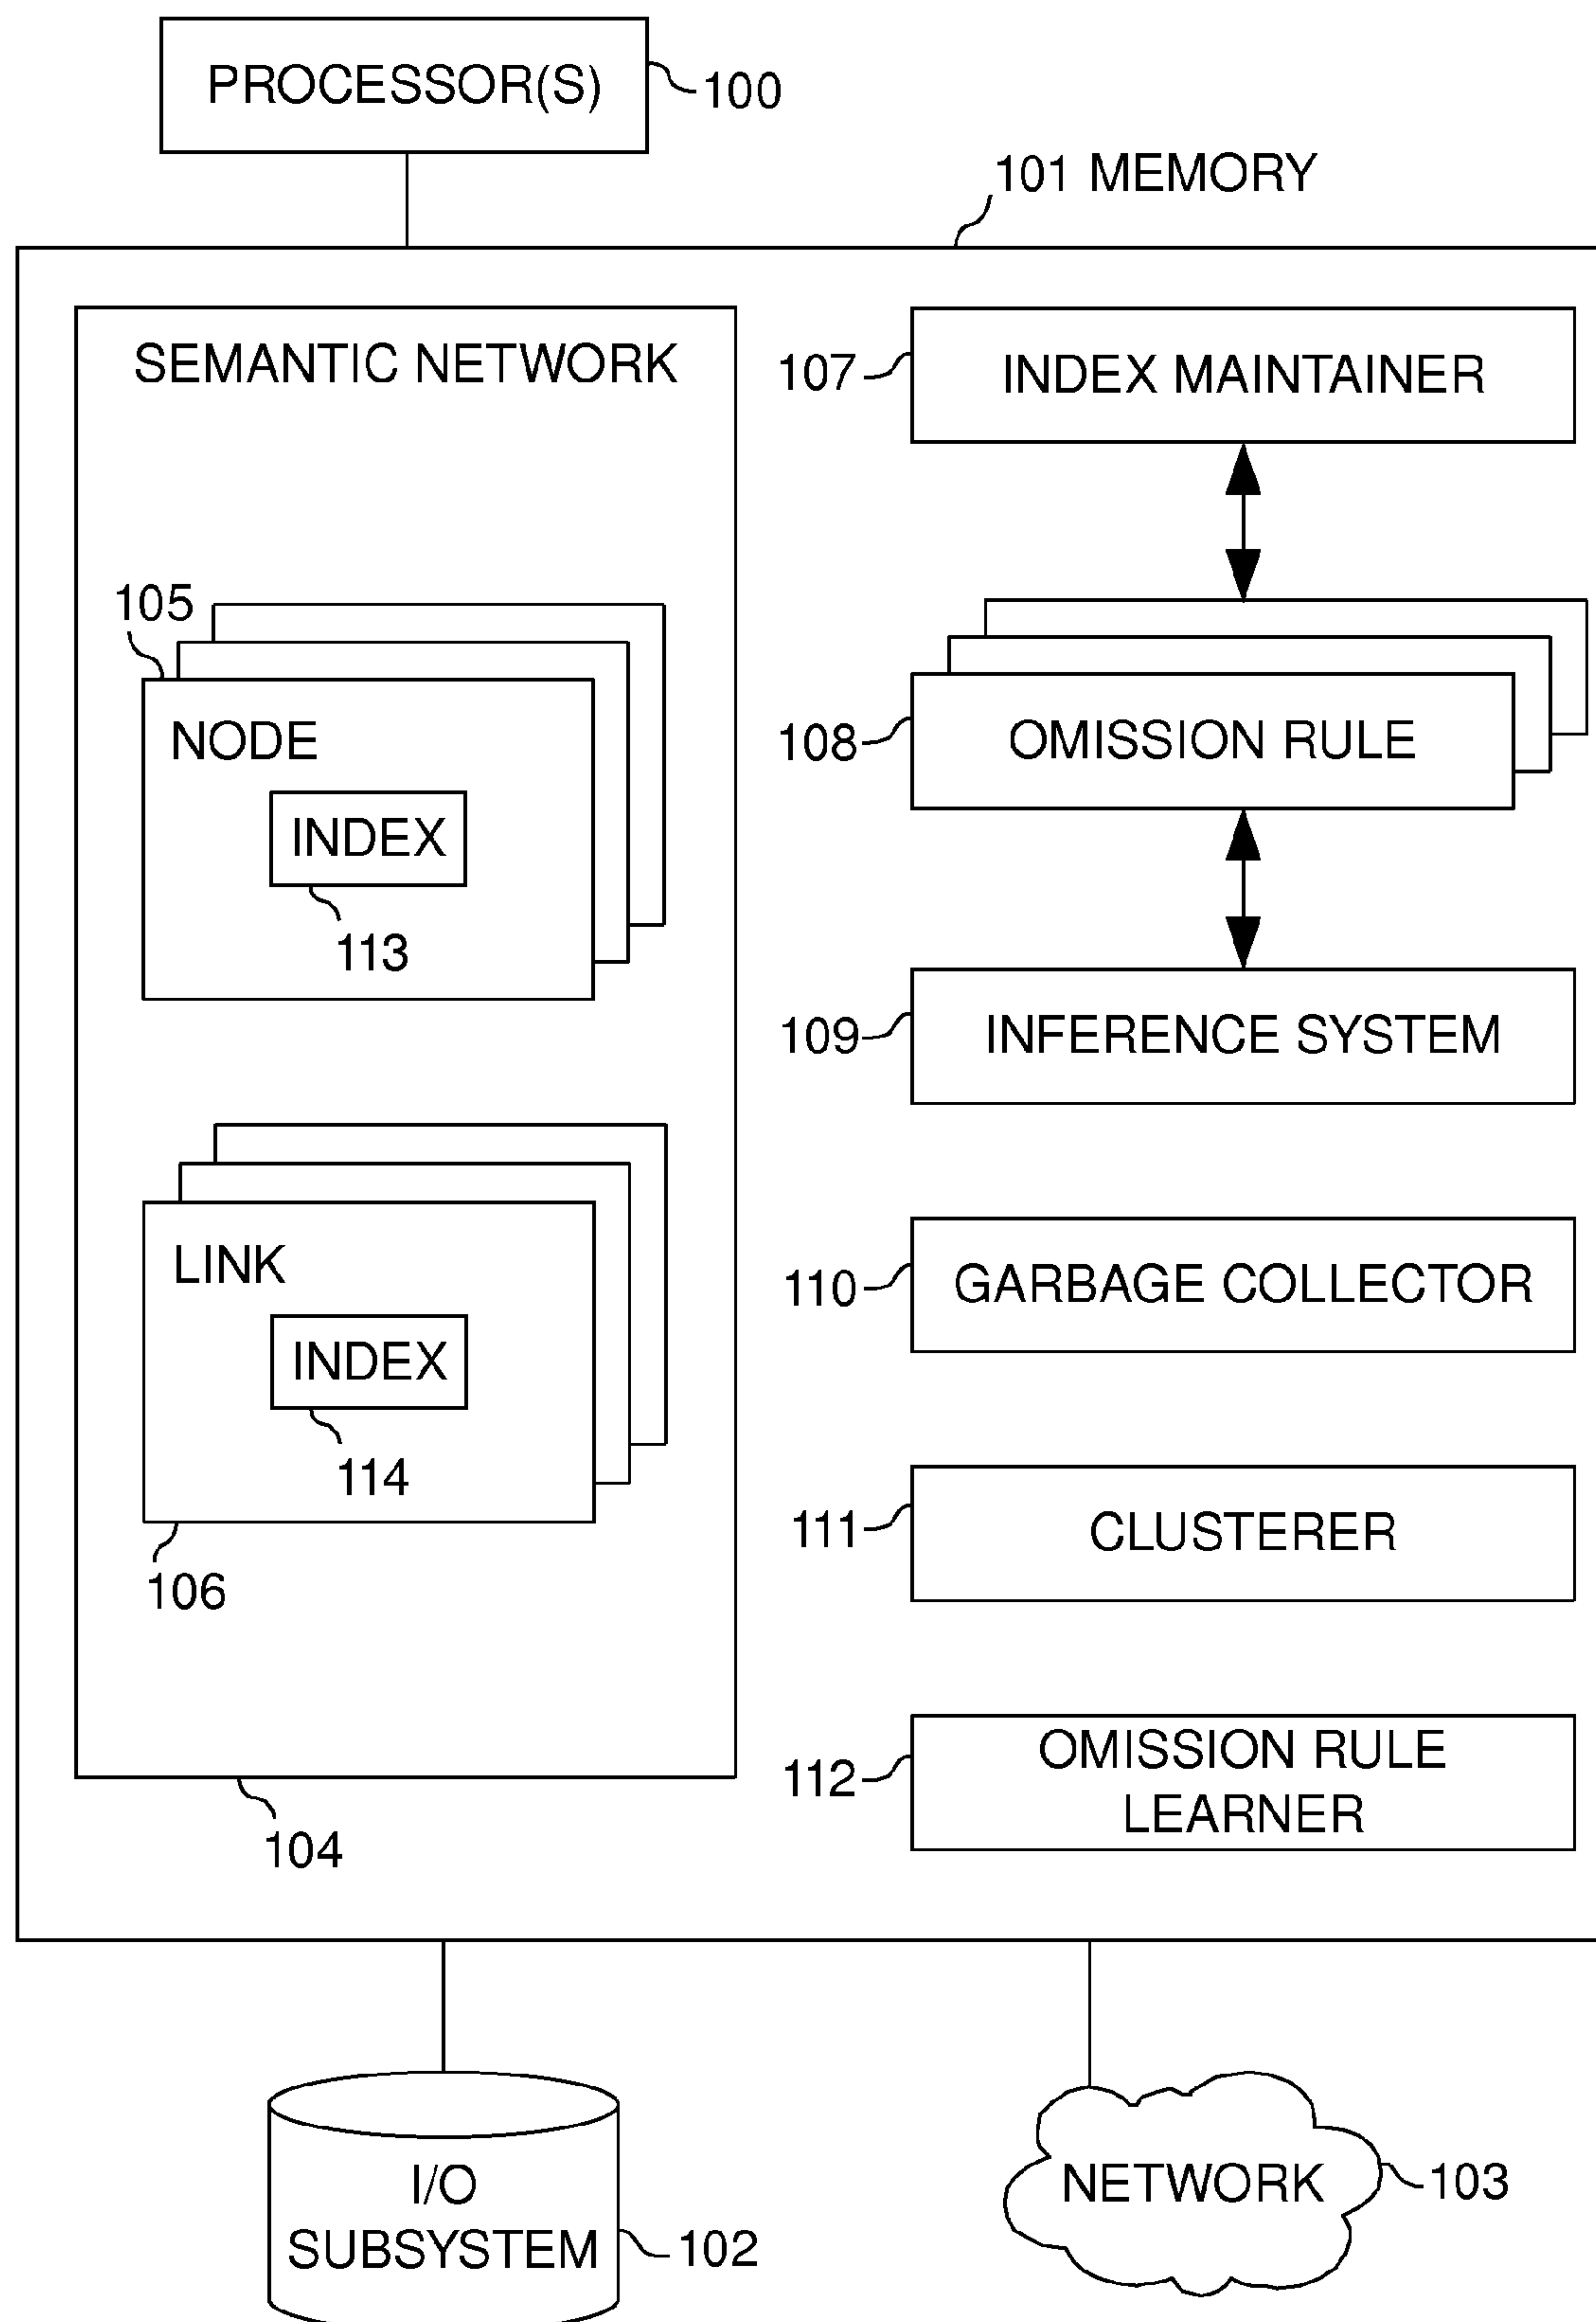 PROCESSOR(S)
100
101 MEMORY
SEMANTIC NETWORK
107
INDEX MAINTAINER
105
NODE
INDEX
113
108
OMISSION RULE
109
INFERENCE SYSTEM
LINK
INDEX
114
106
110
GARBAGE COLLECTOR
111
CLUSTERER
112
OMISSION RULE
LEARNER
104
I/O
SUBSYSTEM
102
NETWORK
103